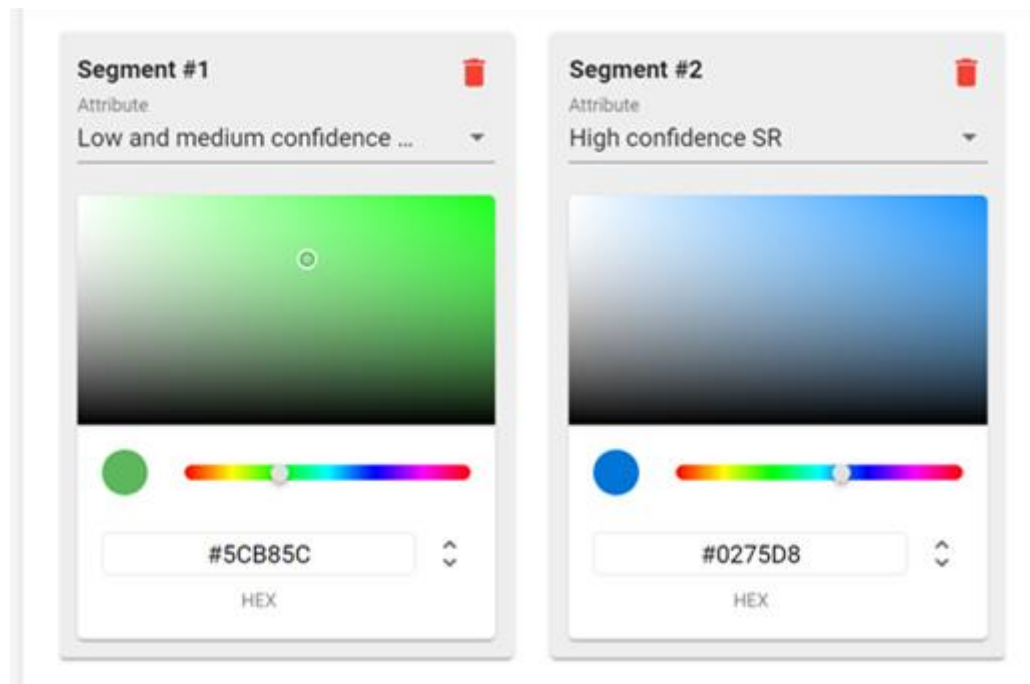 Segment #1
Attribute
Low and medium confidence ...
#5CB85C
HEX
Segment #2
Attribute
High confidence SR
#0275D8
HEX